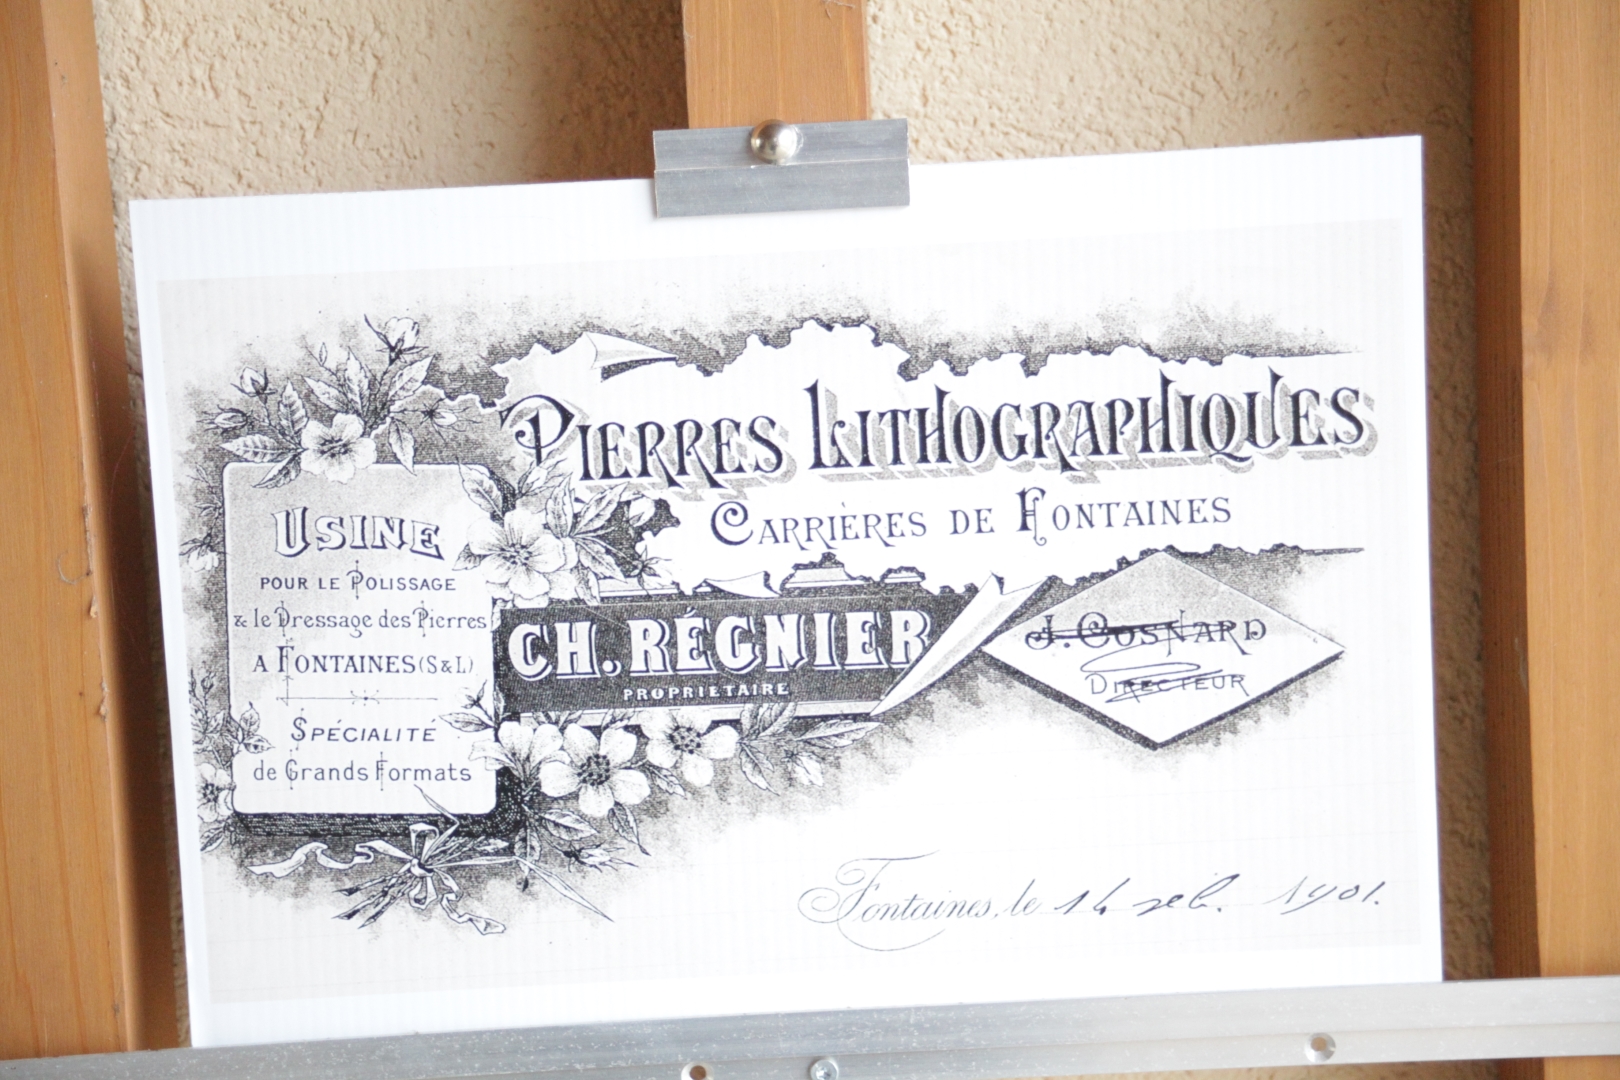 PIERRES LITHOGRAPHIQUES
CARRIÈRES DE FONTAINES
USINE
POUR LE POLISSAGE
& le Dressage des Pierres
A FONTAINES (S & L)
SPÉCIALITÉ
de Grands Formats
CH. RÉGNIER
PROPRIETAIRE
J. COSNARD
DIRECTEUR
Fontaines, le 14 1901.